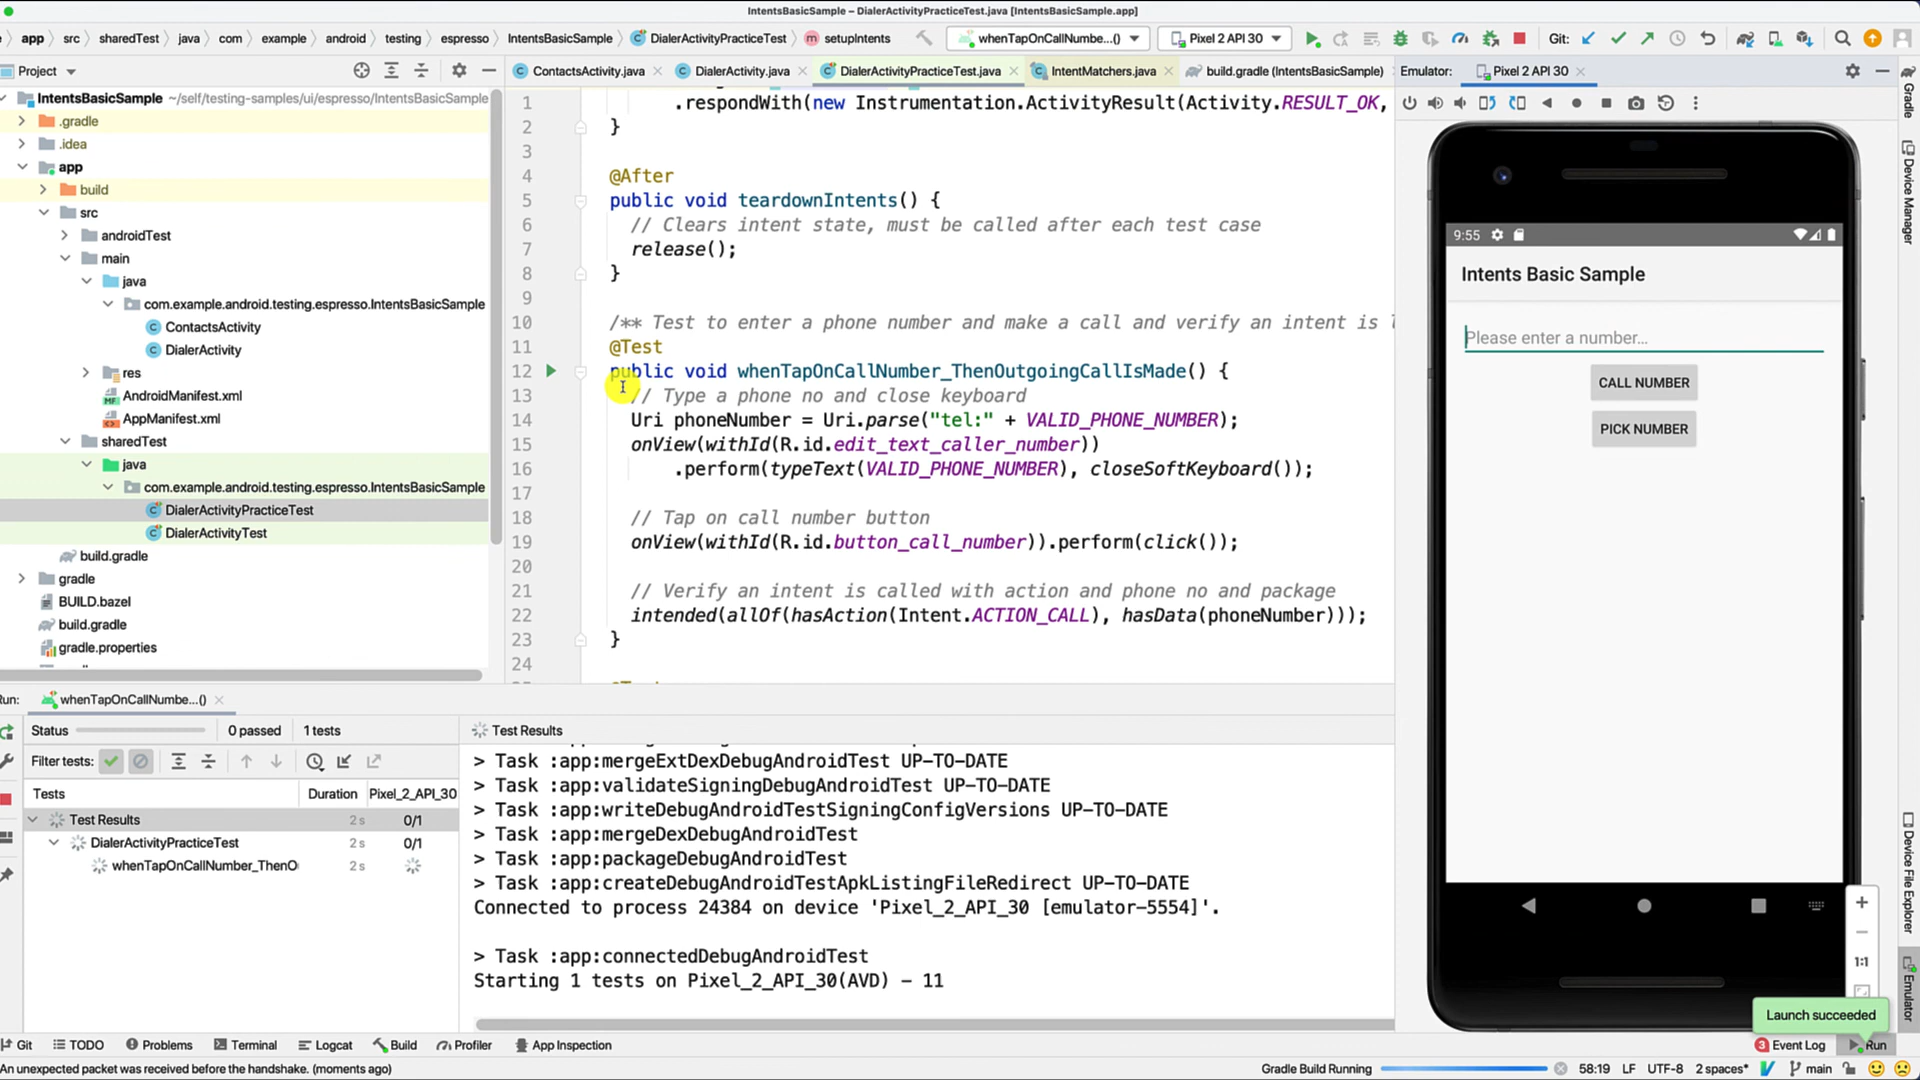 IntentsBasicSample – DialerActivityPracticeTest.java [IntentsBasicSample.app]
app src sharedTest java com example android testing espresso IntentsBasicSample DialerActivityPracticeTest setupIntents whenTapOnCallNumbe...() Pixel 2 API 30 Git:
Project
ContactsActivity.java DialerActivity.java DialerActivityPracticeTest.java IntentMatchers.java build.gradle (IntentsBasicSample) Emulator: Pixel 2 API 30
IntentsBasicSample ~/self/testing-samples/ui/espresso/IntentsBasicSample
.gradle
.idea
app
build
src
androidTest
main
java
com.example.android.testing.espresso.IntentsBasicSample
ContactsActivity
DialerActivity
res
AndroidManifest.xml
AppManifest.xml
sharedTest
java
com.example.android.testing.espresso.IntentsBasicSample
DialerActivityPracticeTest
DialerActivityTest
build.gradle
gradle
BUILD.bazel
build.gradle
gradle.properties
1 .respondWith(new Instrumentation.ActivityResult(Activity.RESULT_OK,
2 }
3
4 @After
5 public void teardownIntents() {
6 // Clears intent state, must be called after each test case
7 release();
8 }
9
10 /** Test to enter a phone number and make a call and verify an intent is
11 @Test
12 public void whenTapOnCallNumber_ThenOutgoingCallIsMade() {
13 // Type a phone no and close keyboard
14 Uri phoneNumber = Uri.parse("tel:" + VALID_PHONE_NUMBER);
15 onView(withId(R.id.edit_text_caller_number))
16 .perform(typeText(VALID_PHONE_NUMBER), closeSoftKeyboard());
17
18 // Tap on call number button
19 onView(withId(R.id.button_call_number)).perform(click());
20
21 // Verify an intent is called with action and phone no and package
22 intended(allOf(hasAction(Intent.ACTION_CALL), hasData(phoneNumber)));
23 }
24
9:55
Intents Basic Sample
Please enter a number...
CALL NUMBER
PICK NUMBER
Gradle
Device Manager
Device File Explorer
Emulator
1:1
Launch succeeded
Run: whenTapOnCallNumbe...()
Status 0 passed 1 tests
Filter tests:
Tests Duration Pixel_2_API_30
Test Results 2 s 0/1
DialerActivityPracticeTest 2 s 0/1
whenTapOnCallNumber_ThenO 2 s
Test Results
> Task :app:mergeExtDexDebugAndroidTest UP-TO-DATE
> Task :app:validateSigningDebugAndroidTest UP-TO-DATE
> Task :app:writeDebugAndroidTestSigningConfigVersions UP-TO-DATE
> Task :app:mergeDexDebugAndroidTest
> Task :app:packageDebugAndroidTest
> Task :app:createDebugAndroidTestApkListingFileRedirect UP-TO-DATE
Connected to process 24384 on device 'Pixel_2_API_30 [emulator-5554]'.
> Task :app:connectedDebugAndroidTest
Starting 1 tests on Pixel_2_API_30(AVD) - 11
Git TODO Problems Terminal Logcat Build Profiler App Inspection 3 Event Log Run
An unexpected packet was received before the handshake. (moments ago) Gradle Build Running 58:19 LF UTF-8 2 spaces* main